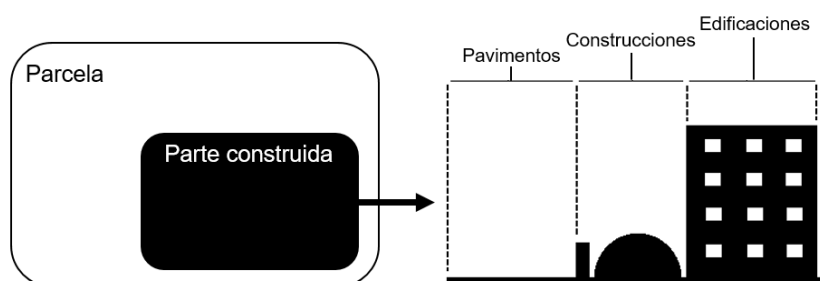 Parcela
Parte construida
Pavimentos
Construcciones
Edificaciones